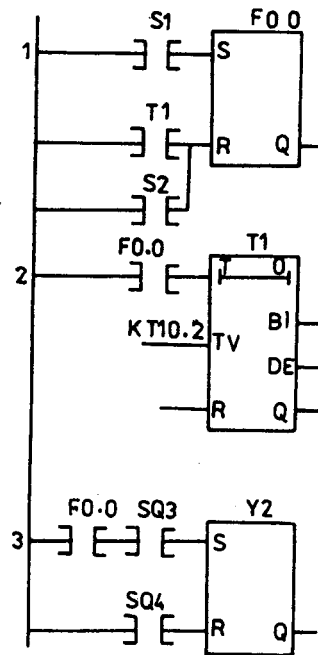 S1
F0 0
1
S
T1
R
Q
S2
F0.0
T1
2
T 0
BI
KT10.2
TV
DE
R
Q
F0.0
SQ3
Y2
3
S
SQ4
R
Q